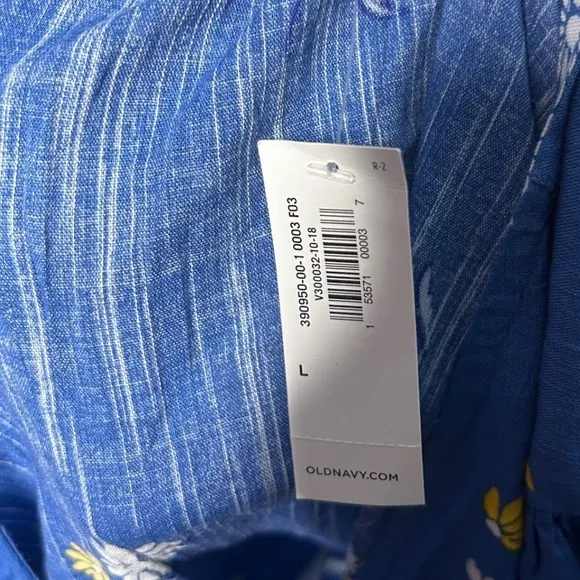 R-2
390950-00-1 0003 F03
V300032-10-18
1 53571 00003 7
L
OLDNAVY.COM